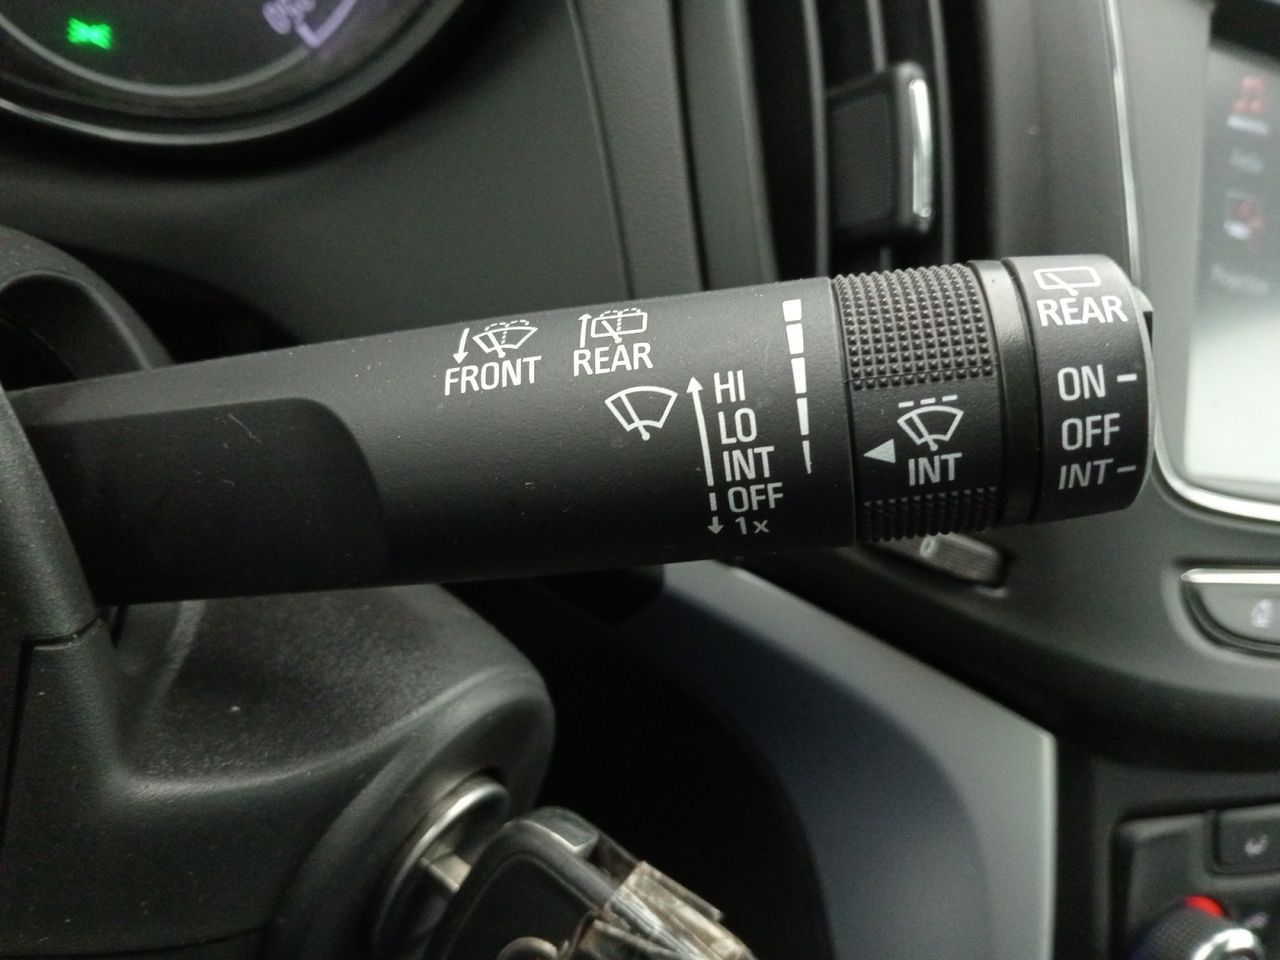 FRONT
REAR
HI
LO
INT
OFF
1x
INT
REAR
ON
OFF
INT